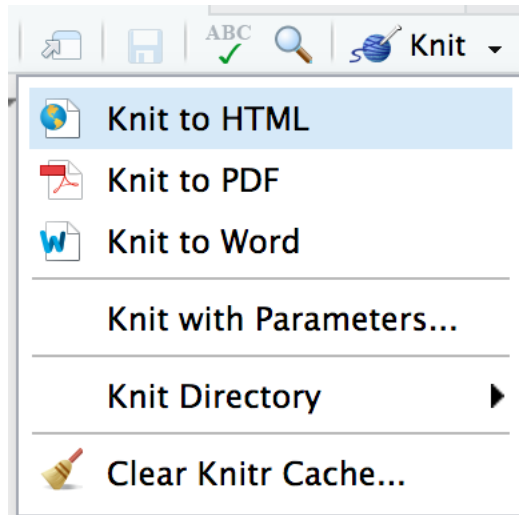 ABC
Knit
Knit to HTML
Knit to PDF
W
Knit to Word
Knit with Parameters...
Knit Directory
Clear Knitr Cache...